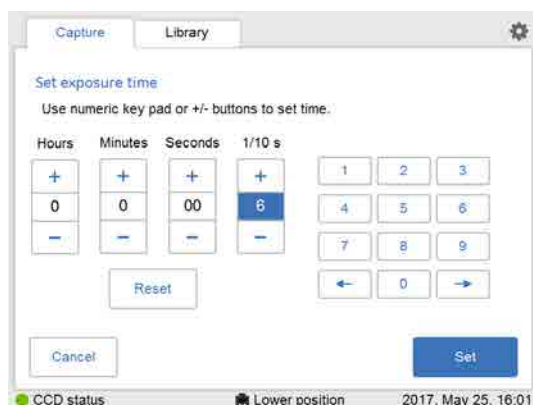 Capture Library
Set exposure time
Use numeric key pad or +/- buttons to set time.
Hours Minutes Seconds 1/10 s
+ + + + 1 2 3
0 0 00 6 4 5 6
− − − − 7 8 9
Reset ← 0 →
Cancel Set
CCD status Lower position 2017, May 25, 16:01